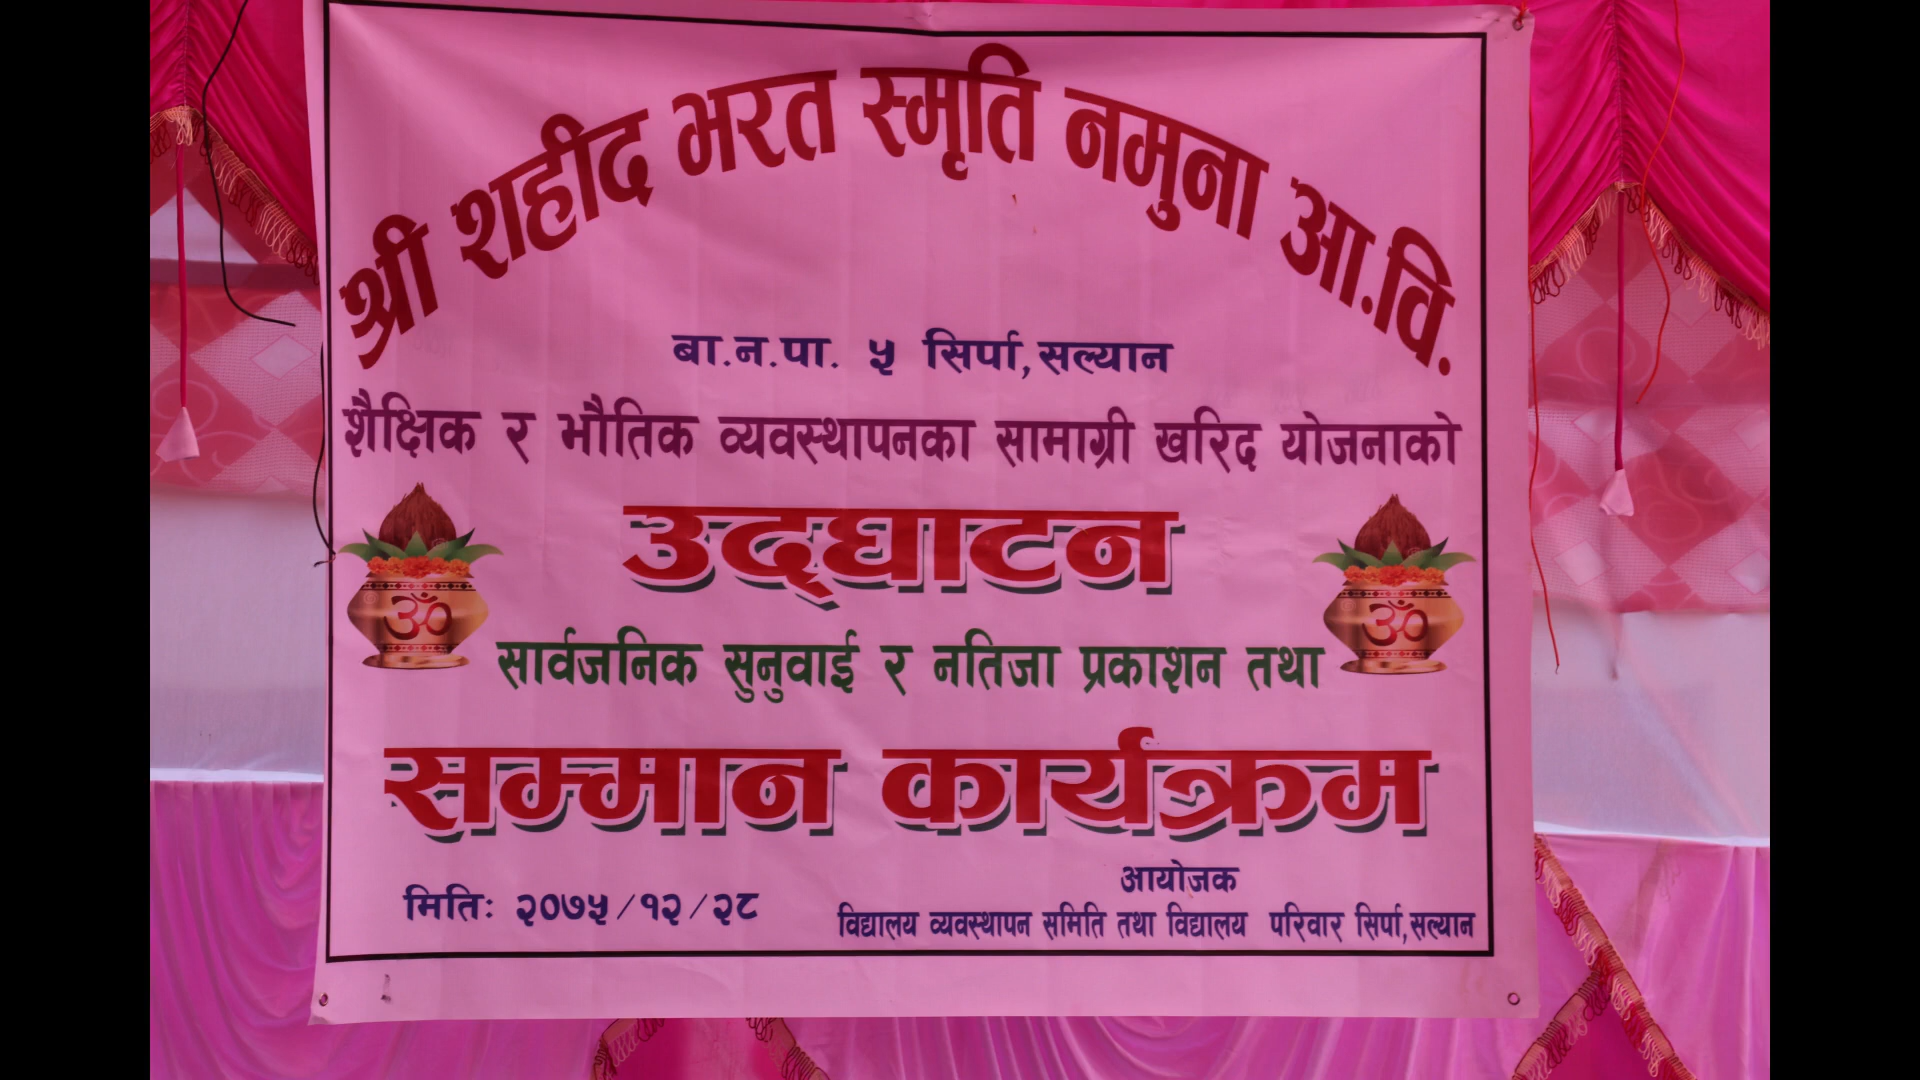 श्री शहीद भरत स्मृति नमुना आ.वि.
बा.न.पा. ५ सिर्पा,सल्यान
शैक्षिक र भौतिक व्यवस्थापनका सामाग्री खरिद योजनाको
उद्घाटन
ॐ
ॐ
सार्वजनिक सुनुवाई र नतिजा प्रकाशन तथा
सम्मान कार्यक्रम
मितिः २०७५/१२/२८
आयोजक
विद्यालय व्यवस्थापन समिति तथा विद्यालय परिवार सिर्पा,सल्यान